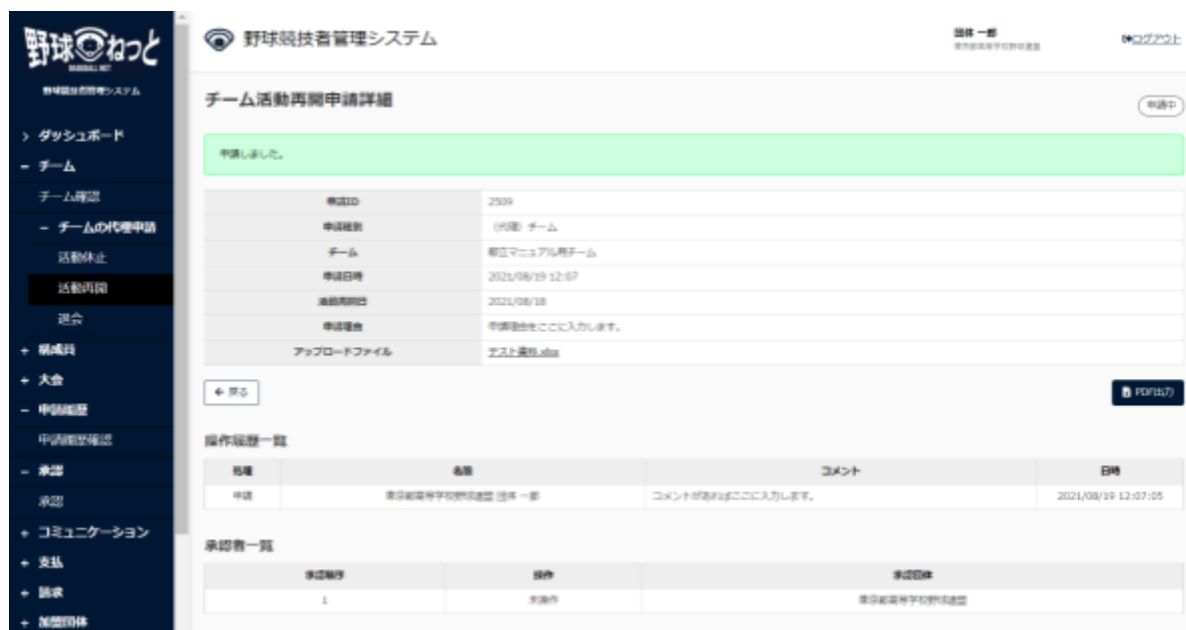 野球ねっと
BASEBALL NET
野球競技者管理システム
> ダッシュボード
− チーム
チーム確認
− チームの代理申請
活動休止
活動再開
退会
+ 構成員
+ 大会
− 申請履歴
申請履歴確認
− 承認
承認
+ コミュニケーション
+ 支払
+ 請求
+ 加盟団体
野球競技者管理システム
団体 一郎
東京都高等学校野球連盟
ログアウト
チーム活動再開申請詳細
申請中
申請しました。
申請ID 2509
申請種別 （代理）チーム
チーム 都立マニュアル用チーム
申請日時 2021/08/19 12:07
活動再開日 2021/08/18
申請理由 申請理由をここに入力します。
アップロードファイル テスト資料.xlsx
戻る
PDF出力
操作履歴一覧
処理 名前 コメント 日時
申請 東京都高等学校野球連盟 団体 一郎 コメントがあればここに入力します。 2021/08/19 12:07:05
承認者一覧
承認順序 操作 承認団体
1 未操作 東京都高等学校野球連盟